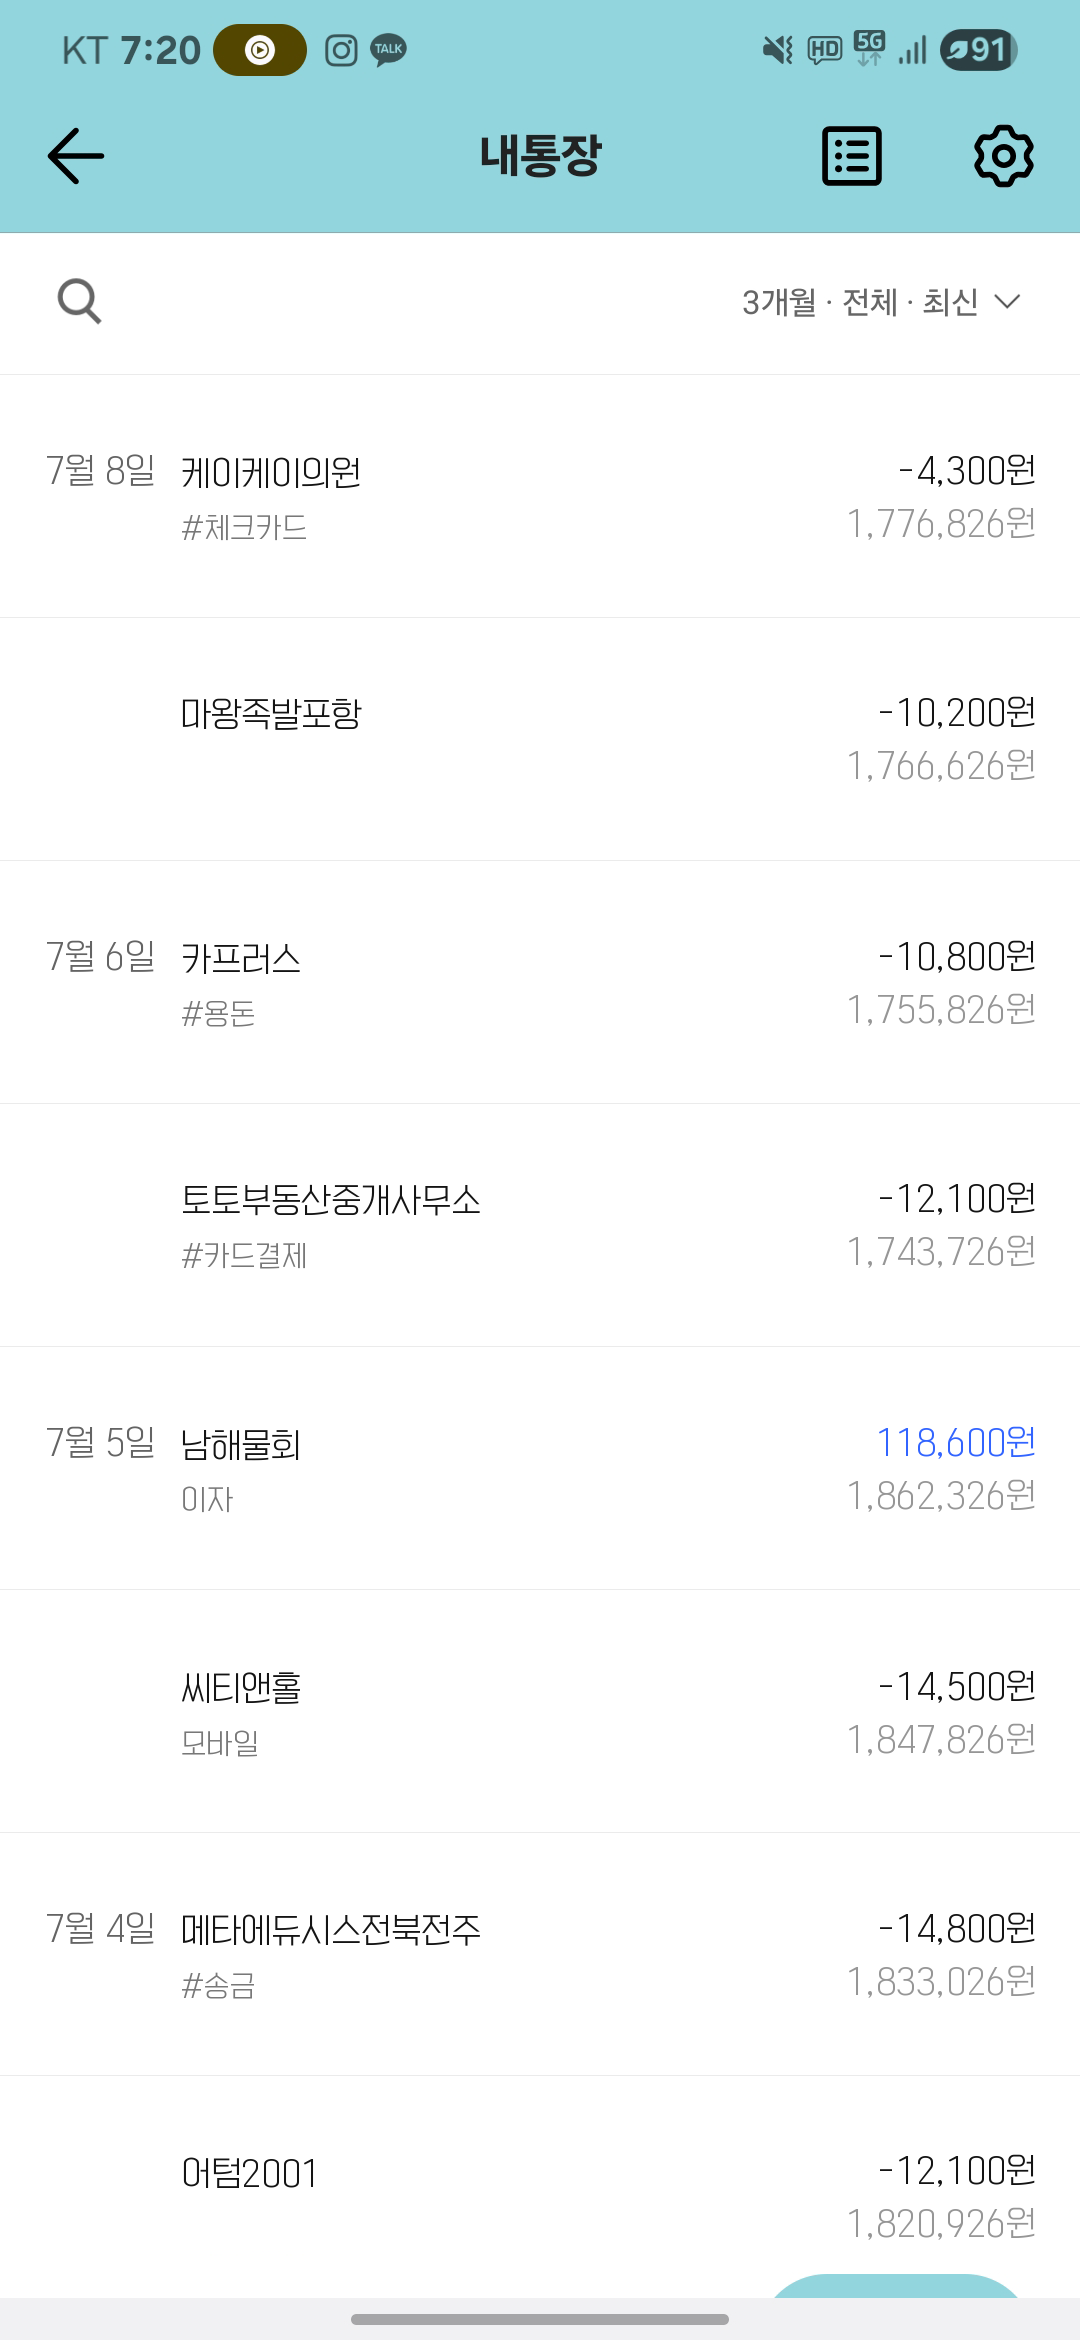 KT 7:20
TALK
HD
5G
91
내통장
3개월 · 전체 · 최신
7월 8일 케이케이의원 -4,300원
#체크카드 1,776,826원
마왕족발포항 -10,200원
1,766,626원
7월 6일 카프러스 -10,800원
#용돈 1,755,826원
토토부동산중개사무소 -12,100원
#카드결제 1,743,726원
7월 5일 남해물회 118,600원
이자 1,862,326원
씨티앤홀 -14,500원
모바일 1,847,826원
7월 4일 메타에듀시스전북전주 -14,800원
#송금 1,833,026원
어텀2001 -12,100원
1,820,926원